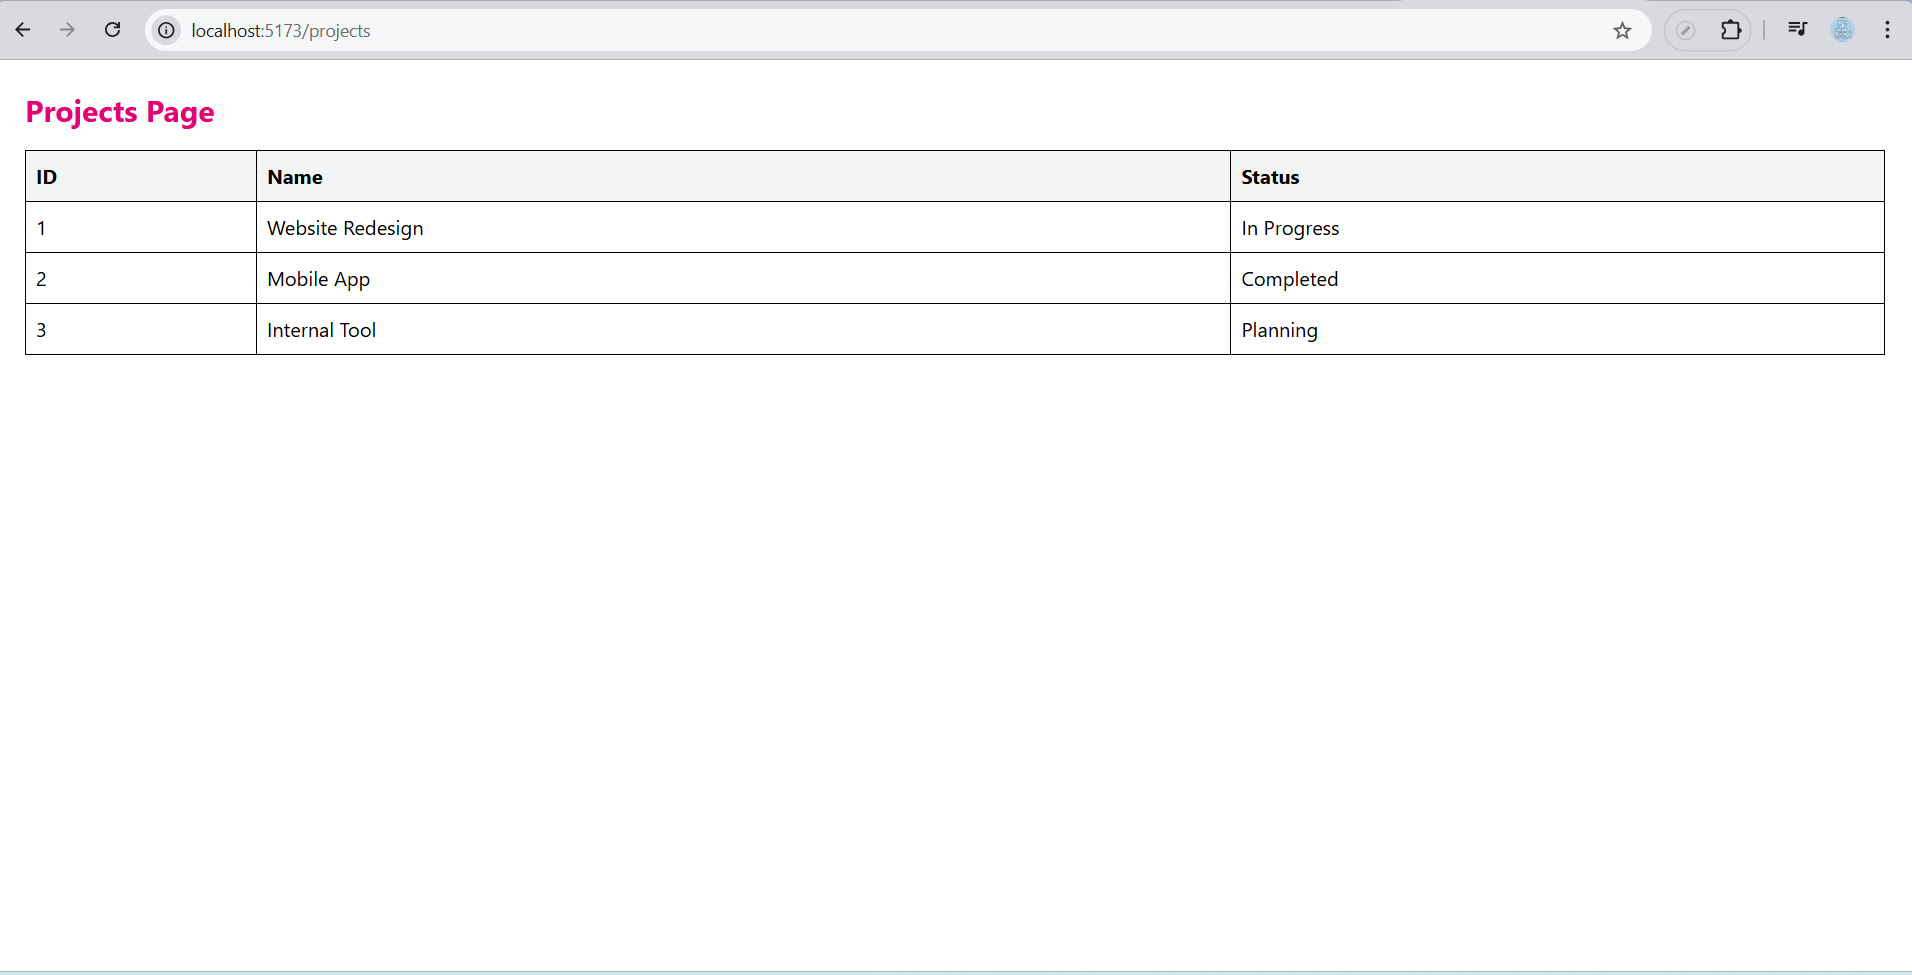 localhost:5173/projects
Projects Page
ID Name Status
1 Website Redesign In Progress
2 Mobile App Completed
3 Internal Tool Planning